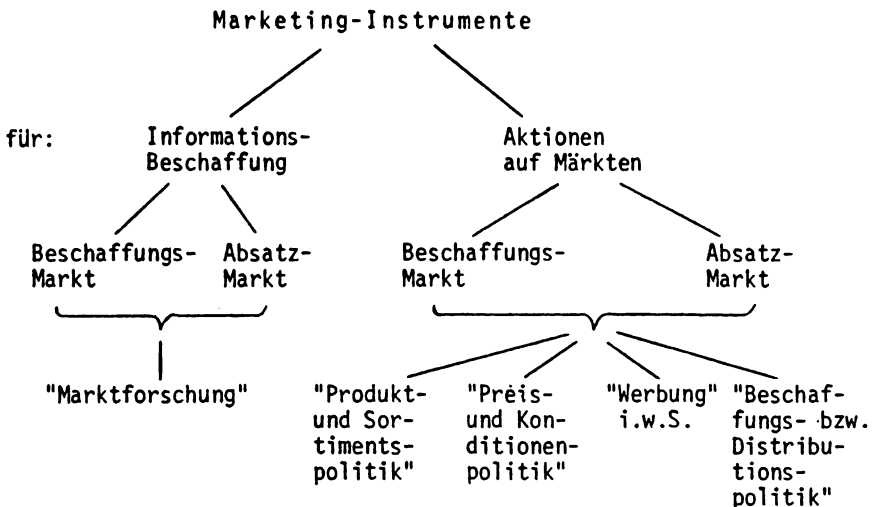 Marketing-Instrumente
für: Informations- Aktionen
Beschaffung auf Märkten
Beschaffungs- Absatz- Beschaffungs- Absatz-
Markt Markt Markt Markt
"Marktforschung" "Produkt- "Preis- "Werbung" "Beschaf-
und Sor- und Kon- i.w.S. fungs- bzw.
timents- ditionen- Distribu-
politik" politik" tions-
politik"